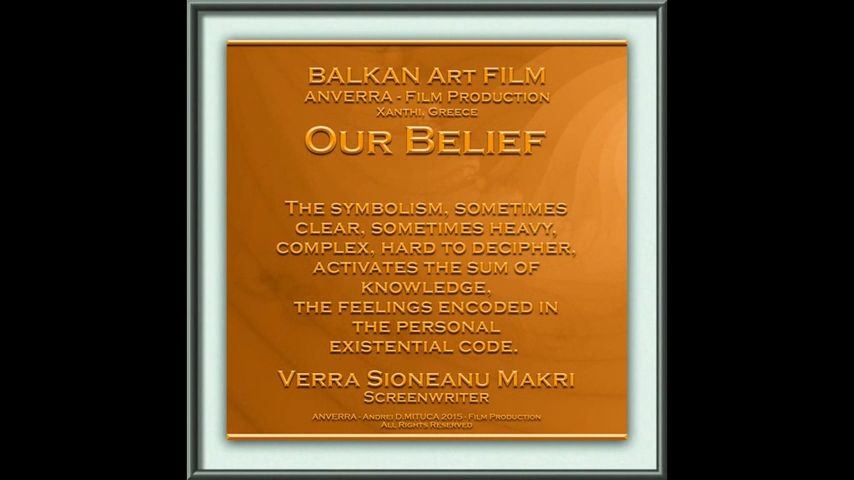 BALKAN ART FILM
ANVERRA - FILM PRODUCTION
XANTHI, GREECE
OUR BELIEF
THE SYMBOLISM, SOMETIMES
CLEAR, SOMETIMES HEAVY,
COMPLEX, HARD TO DECIPHER,
ACTIVATES THE SUM OF
KNOWLEDGE,
THE FEELINGS ENCODED IN
THE PERSONAL
EXISTENTIAL CODE.
VERRA SIONEANU MAKRI
SCREENWRITER
ANVERRA - ANDREI D.MITUCA 2015 - FILM PRODUCTION
ALL RIGHTS RESERVED